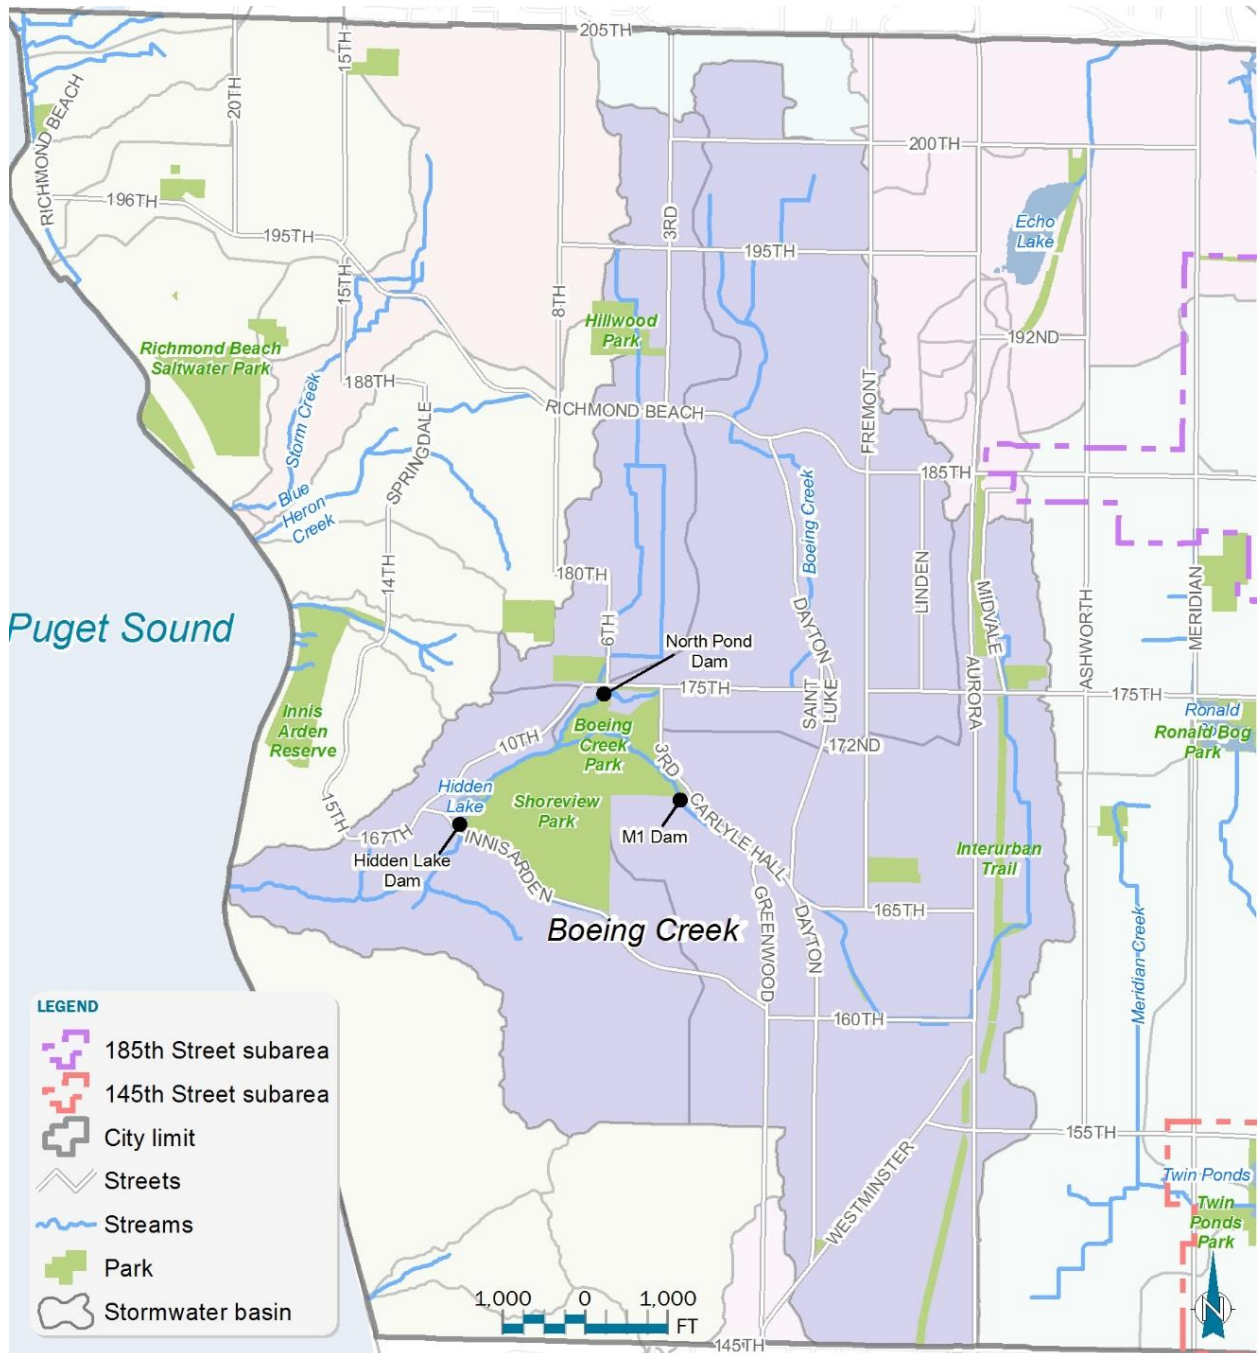 205TH
15TH
20TH
RICHMOND BEACH
200TH
196TH
3RD
195TH
195TH
Echo
Lake
15TH
8TH
Hillwood
Park
192ND
Richmond Beach
Saltwater Park
188TH
Storm Creek
SPRINGDALE
RICHMOND BEACH
FREMONT
185TH
Blue
Heron
Creek
Boeing Creek
14TH
180TH
LINDEN
MIDVALE
ASHWORTH
MERIDIAN
Puget Sound
6TH
DAYTON
North Pond
Dam
175TH
SAINT
LUKE
AURORA
175TH
Innis
Arden
Reserve
10TH
Boeing
Creek
Park
3RD
172ND
Ronald
Ronald Bog
Park
Hidden
Lake
Shoreview
Park
15TH
167TH
CARLYLE HALL
M1 Dam
INNIS ARDEN
Hidden Lake
Dam
Interurban
Trail
GREENWOOD
DAYTON
165TH
Boeing Creek
Meridian Creek
160TH
155TH
WESTMINSTER
Twin Ponds
Twin
Ponds
Park
LEGEND
185th Street subarea
145th Street subarea
City limit
Streets
Streams
Park
Stormwater basin
1,000 0 1,000
FT
N
145TH